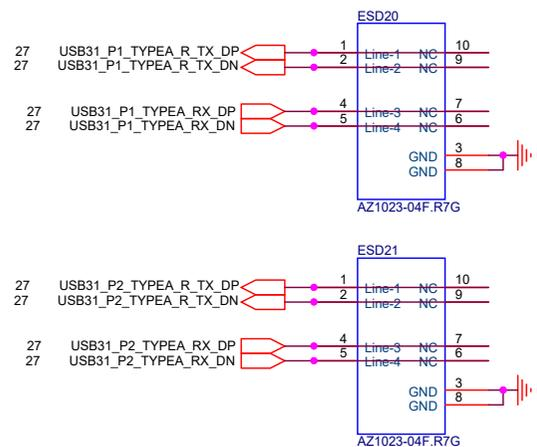 ESD20
27 USB31_P1_TYPEA_R_TX_DP 1 Line-1 NC 10
27 USB31_P1_TYPEA_R_TX_DN 2 Line-2 NC 9
27 USB31_P1_TYPEA_RX_DP 4 Line-3 NC 7
27 USB31_P1_TYPEA_RX_DN 5 Line-4 NC 6
GND 3
GND 8
AZ1023-04F.R7G
ESD21
27 USB31_P2_TYPEA_R_TX_DP 1 Line-1 NC 10
27 USB31_P2_TYPEA_R_TX_DN 2 Line-2 NC 9
27 USB31_P2_TYPEA_RX_DP 4 Line-3 NC 7
27 USB31_P2_TYPEA_RX_DN 5 Line-4 NC 6
GND 3
GND 8
AZ1023-04F.R7G